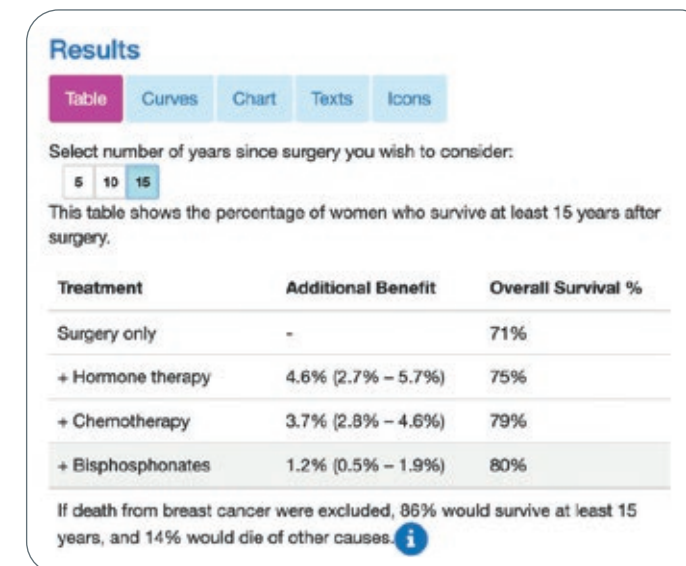 Results
Table Curves Chart Texts Icons
Select number of years since surgery you wish to consider:
5 10 15
This table shows the percentage of women who survive at least 15 years after
surgery.
Treatment Additional Benefit Overall Survival %
Surgery only - 71%
+ Hormone therapy 4.6% (2.7% – 5.7%) 75%
+ Chemotherapy 3.7% (2.8% – 4.6%) 79%
+ Bisphosphonates 1.2% (0.5% – 1.9%) 80%
If death from breast cancer were excluded, 86% would survive at least 15
years, and 14% would die of other causes. i